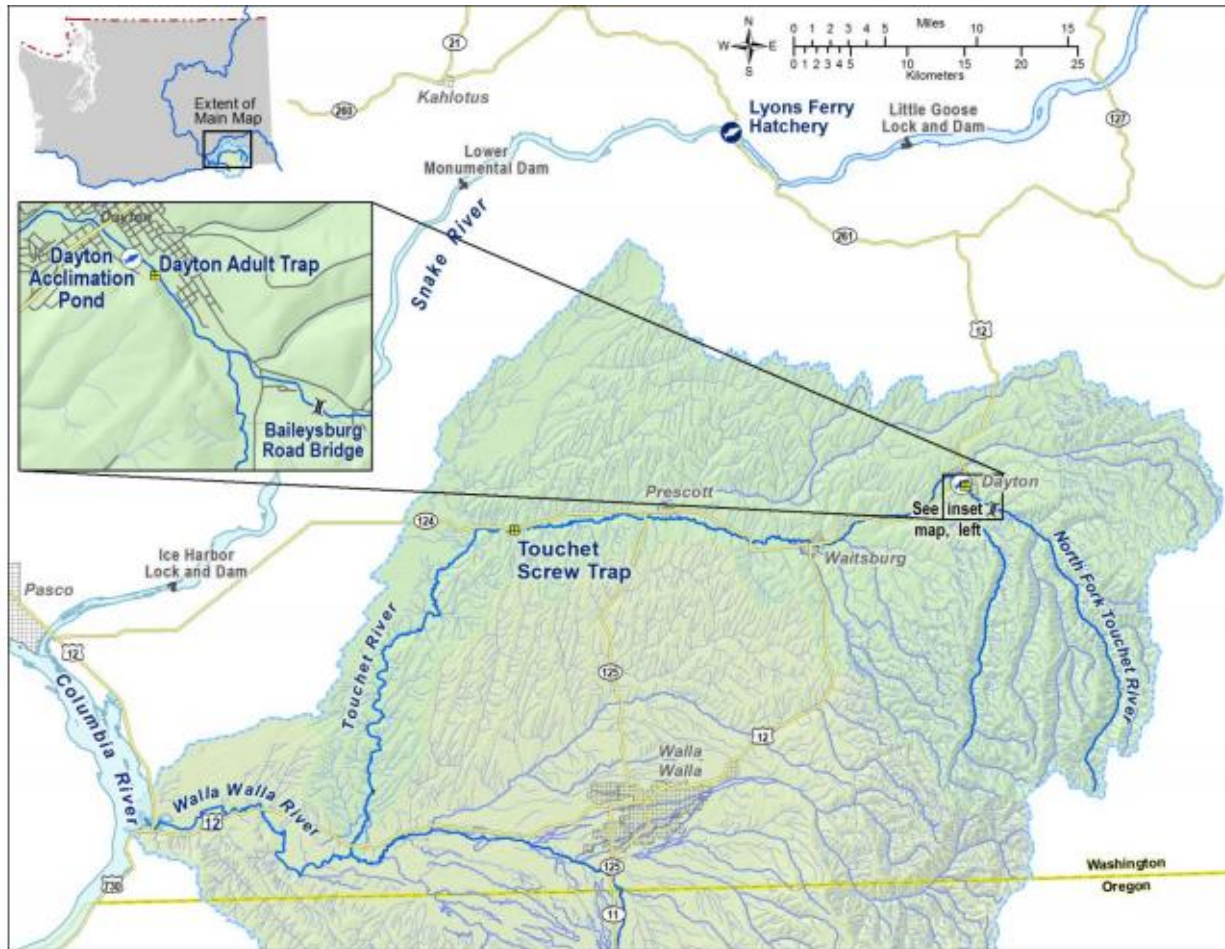 Extent of
Main Map
21
Kahlotus
260
N
W
E
S
Miles
0 1 2 3 4 5 10 15
0 1 2 3 4 5 10 15 20 25
Kilometers
Lyons Ferry
Hatchery
Little Goose
Lock and Dam
127
Lower
Monumental Dam
Snake River
261
12
Dayton
Dayton
Acclimation
Pond
Dayton Adult Trap
Baileysburg
Road Bridge
Dayton
See inset
map, left
Prescott
124
Touchet
Screw Trap
Waitsburg
North Fork Touchet River
Ice Harbor
Lock and Dam
Pasco
12
Columbia River
Touchet River
125
12
Walla
Walla
Walla Walla River
12
125
730
11
Washington
Oregon